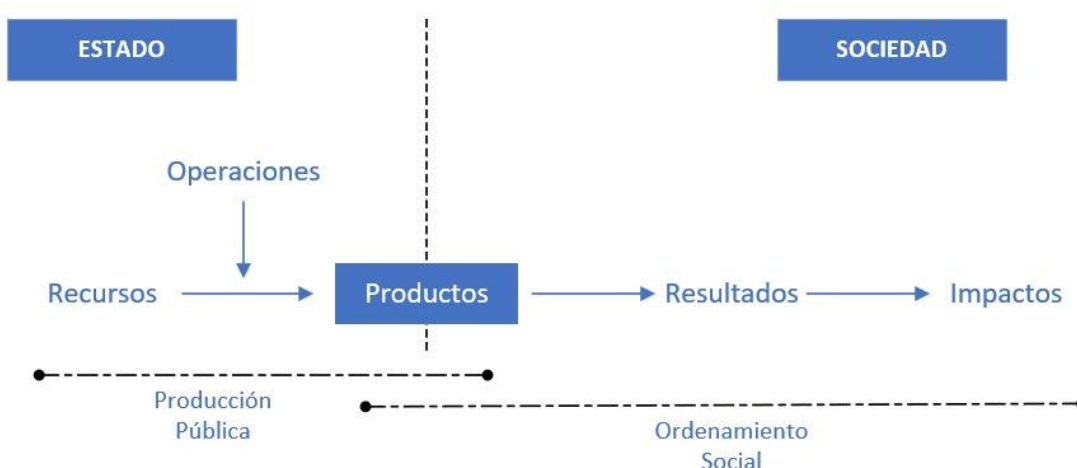 ESTADO
SOCIEDAD
Operaciones
Recursos
Productos
Resultados
Impactos
Producción
Pública
Ordenamiento
Social